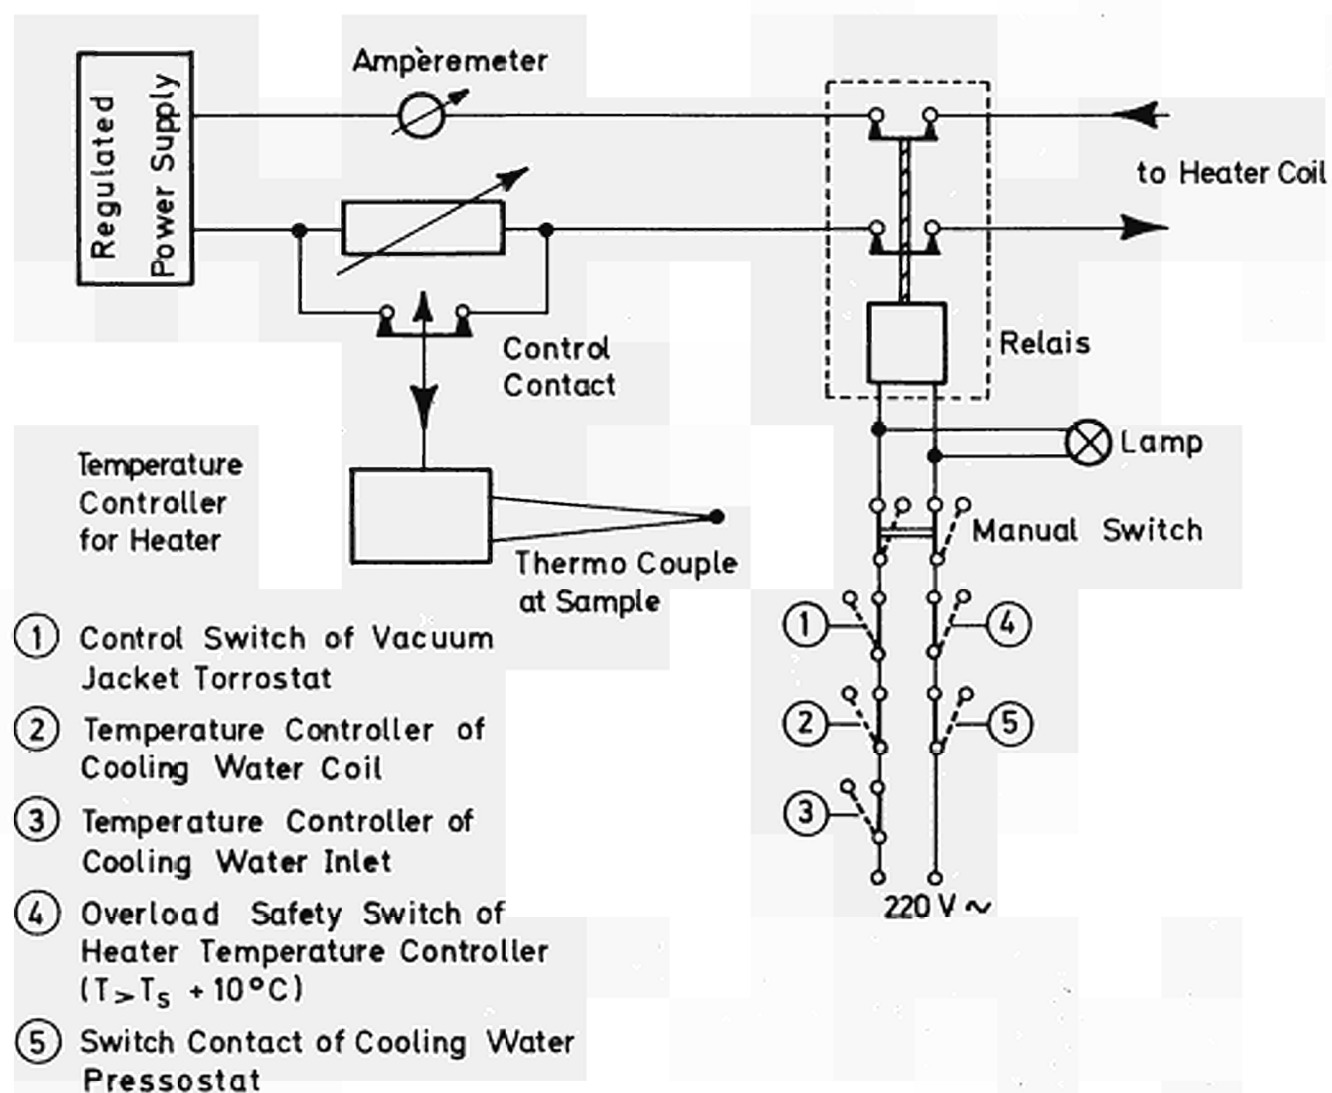 Ampèremeter
Regulated
Power Supply
to Heater Coil
Relais
Control
Contact
Lamp
Temperature
Controller
for Heater
Manual Switch
Thermo Couple
at Sample
1 Control Switch of Vacuum
Jacket Torrostat
2 Temperature Controller of
Cooling Water Coil
3 Temperature Controller of
Cooling Water Inlet
4 Overload Safety Switch of
Heater Temperature Controller
(T>Ts +10°C)
5 Switch Contact of Cooling Water
Pressostat
1
4
2
5
3
220 V ~